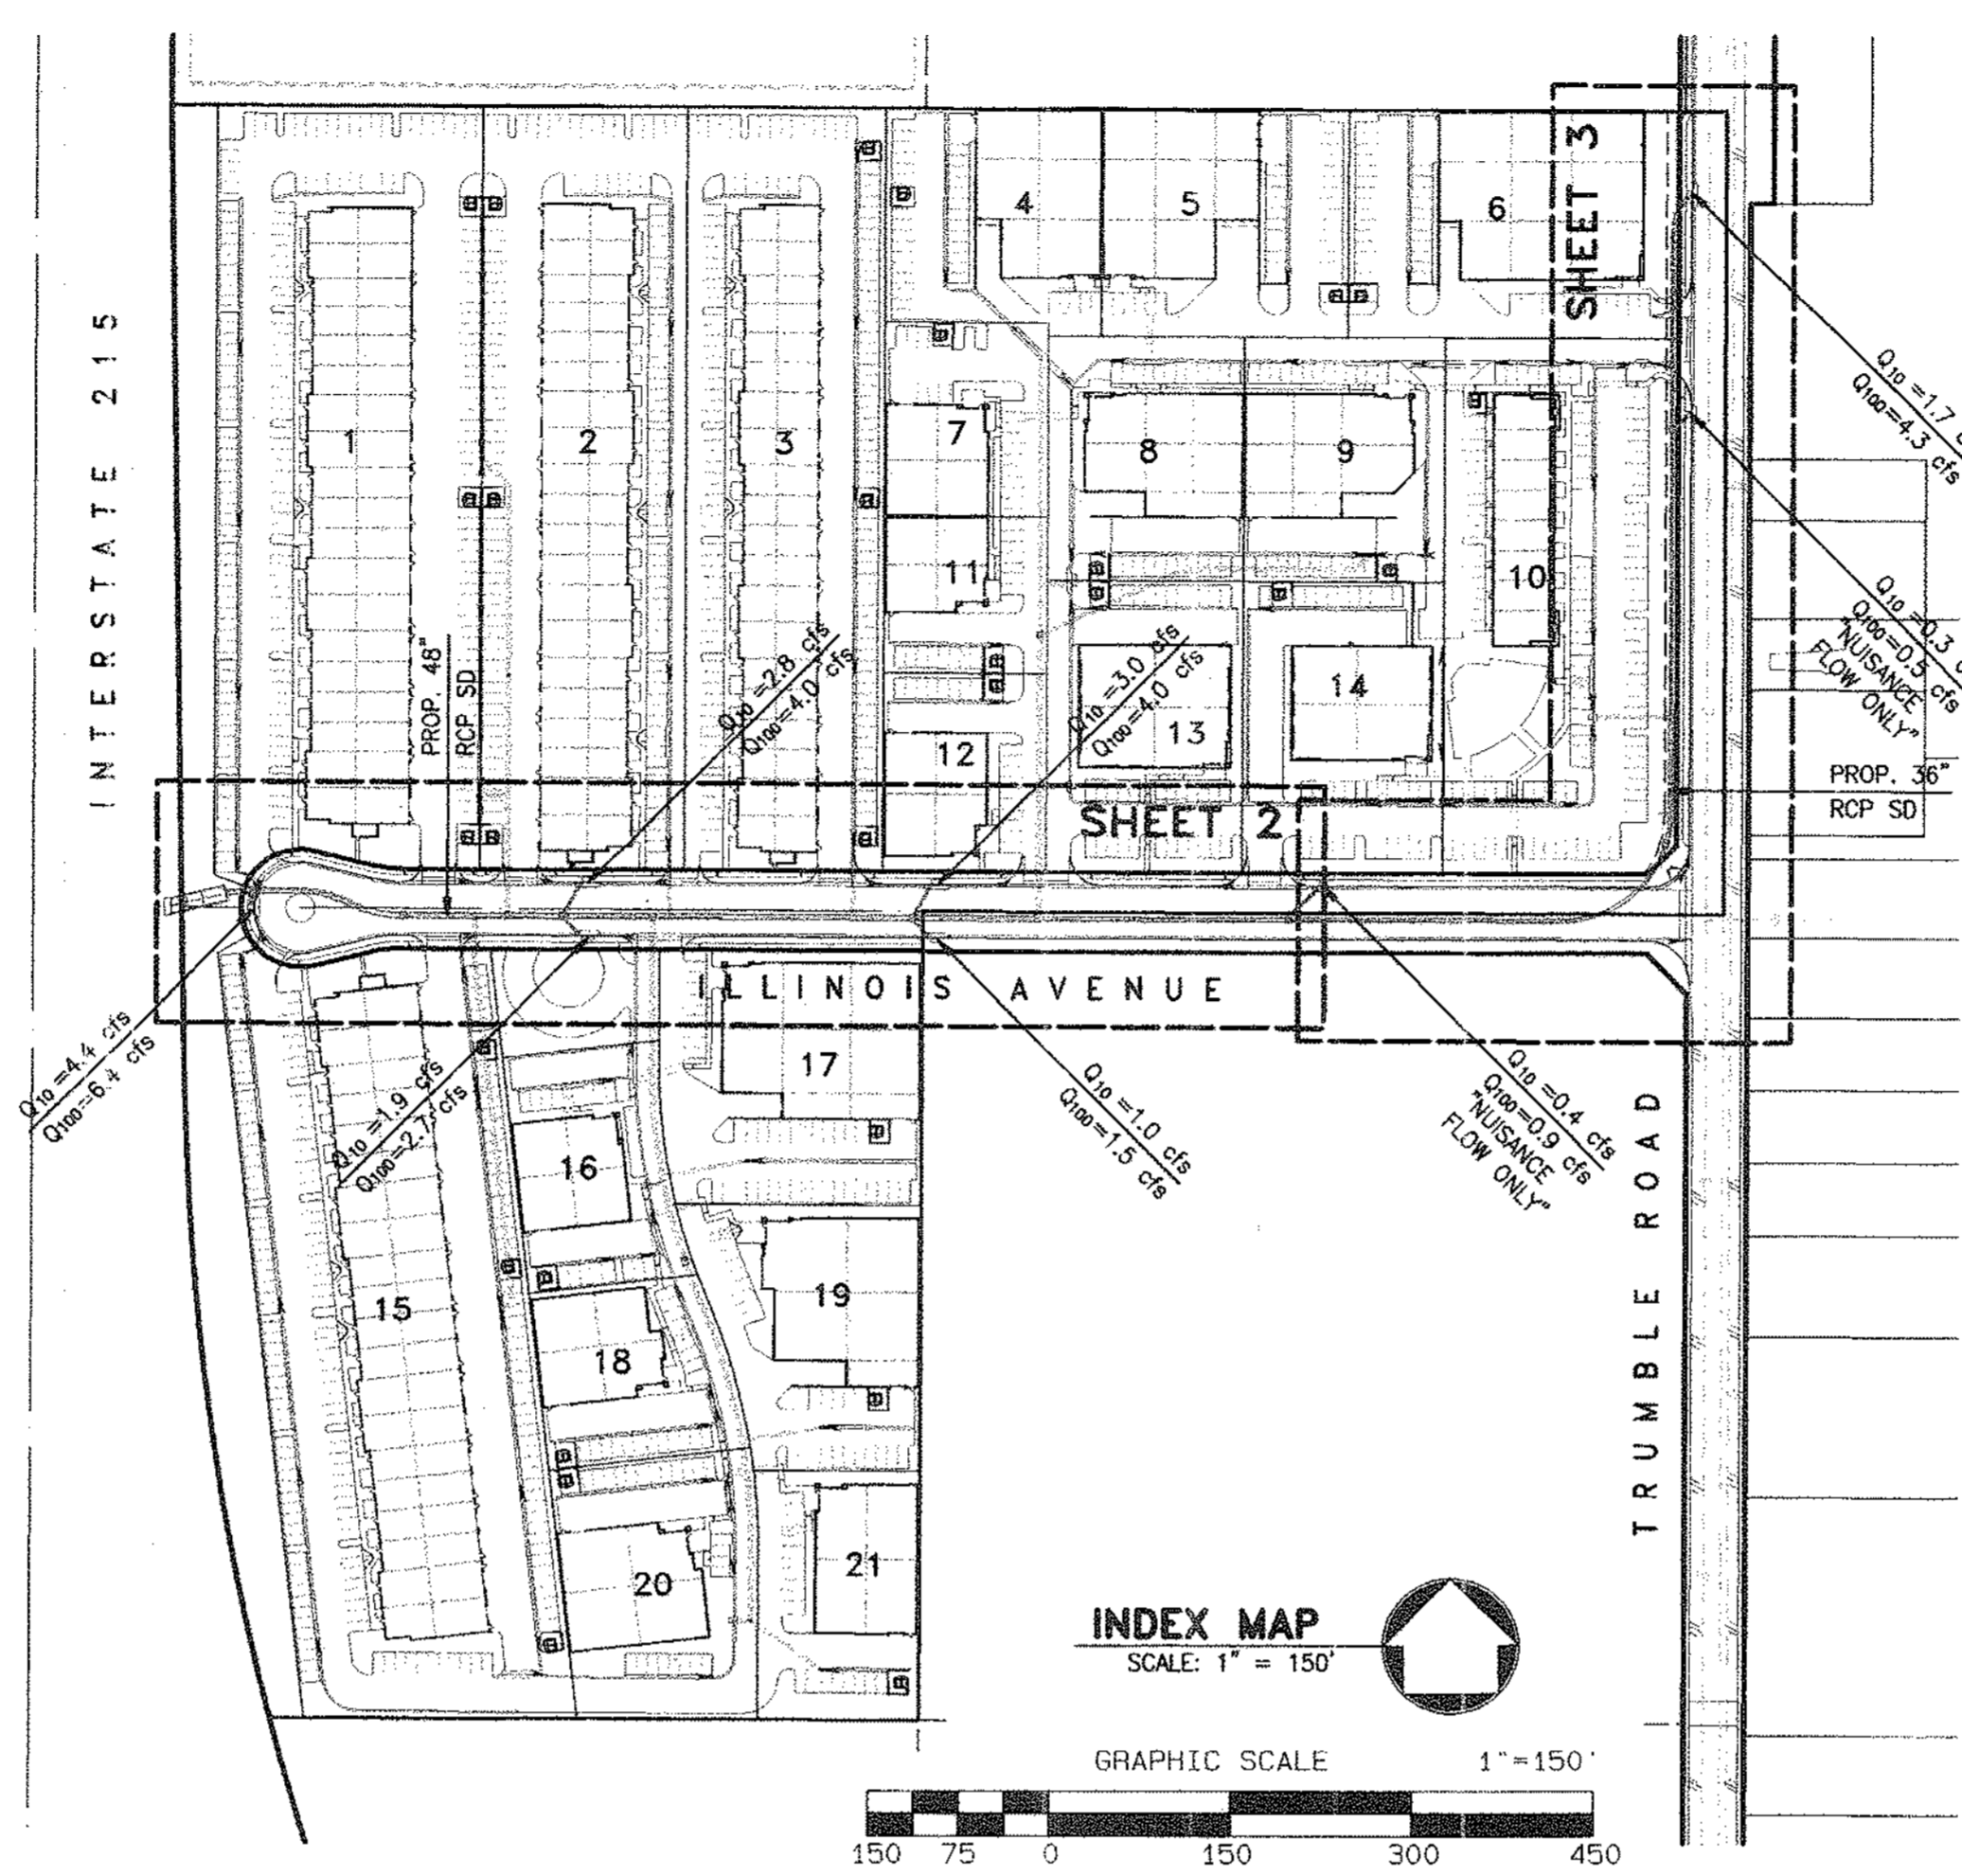 SHEET 3
4
5
6
INTERSTATE 215
Q10 =1.7
Q100=4.3 cfs
1
2
3
7
8
9
11
10
Q10 =0.3
Q100=0.5 cfs
"NUISANCE
FLOW ONLY"
PROP. 48"
RCP SD
Q10 =2.8 cfs
Q100=4.0 cfs
Q10 =3.0 cfs
Q100=4.0 cfs
12
13
14
PROP. 36"
RCP SD
SHEET 2
ILLINOIS AVENUE
Q10 =4.4 cfs
Q100=6.4 cfs
Q10 =1.9 cfs
Q100=2.7 cfs
17
Q10 =1.0 cfs
Q100=1.5 cfs
Q10 =0.4 cfs
Q100=0.9 cfs
"NUISANCE
FLOW ONLY"
TRUMBLE ROAD
16
15
19
18
20
21
INDEX MAP
SCALE: 1" = 150'
GRAPHIC SCALE 1"=150'
150 75 0 150 300 450